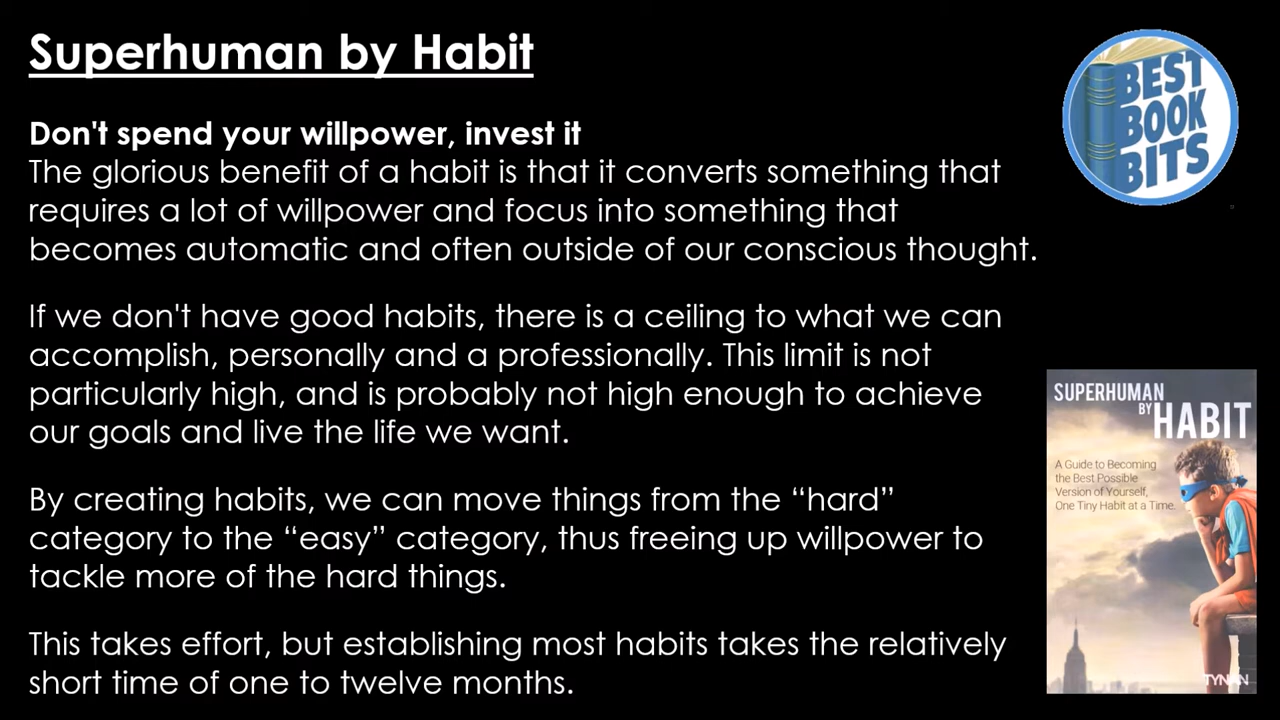 Superhuman by Habit
Don't spend your willpower, invest it
The glorious benefit of a habit is that it converts something that
requires a lot of willpower and focus into something that
becomes automatic and often outside of our conscious thought.
If we don't have good habits, there is a ceiling to what we can
accomplish, personally and a professionally. This limit is not
particularly high, and is probably not high enough to achieve
our goals and live the life we want.
By creating habits, we can move things from the “hard”
category to the “easy” category, thus freeing up willpower to
tackle more of the hard things.
This takes effort, but establishing most habits takes the relatively
short time of one to twelve months.
BEST
BOOK
BITS
SUPERHUMAN
BY
HABIT
A Guide to Becoming
the Best Possible
Version of Yourself,
One Tiny Habit at a Time.
TYNAN